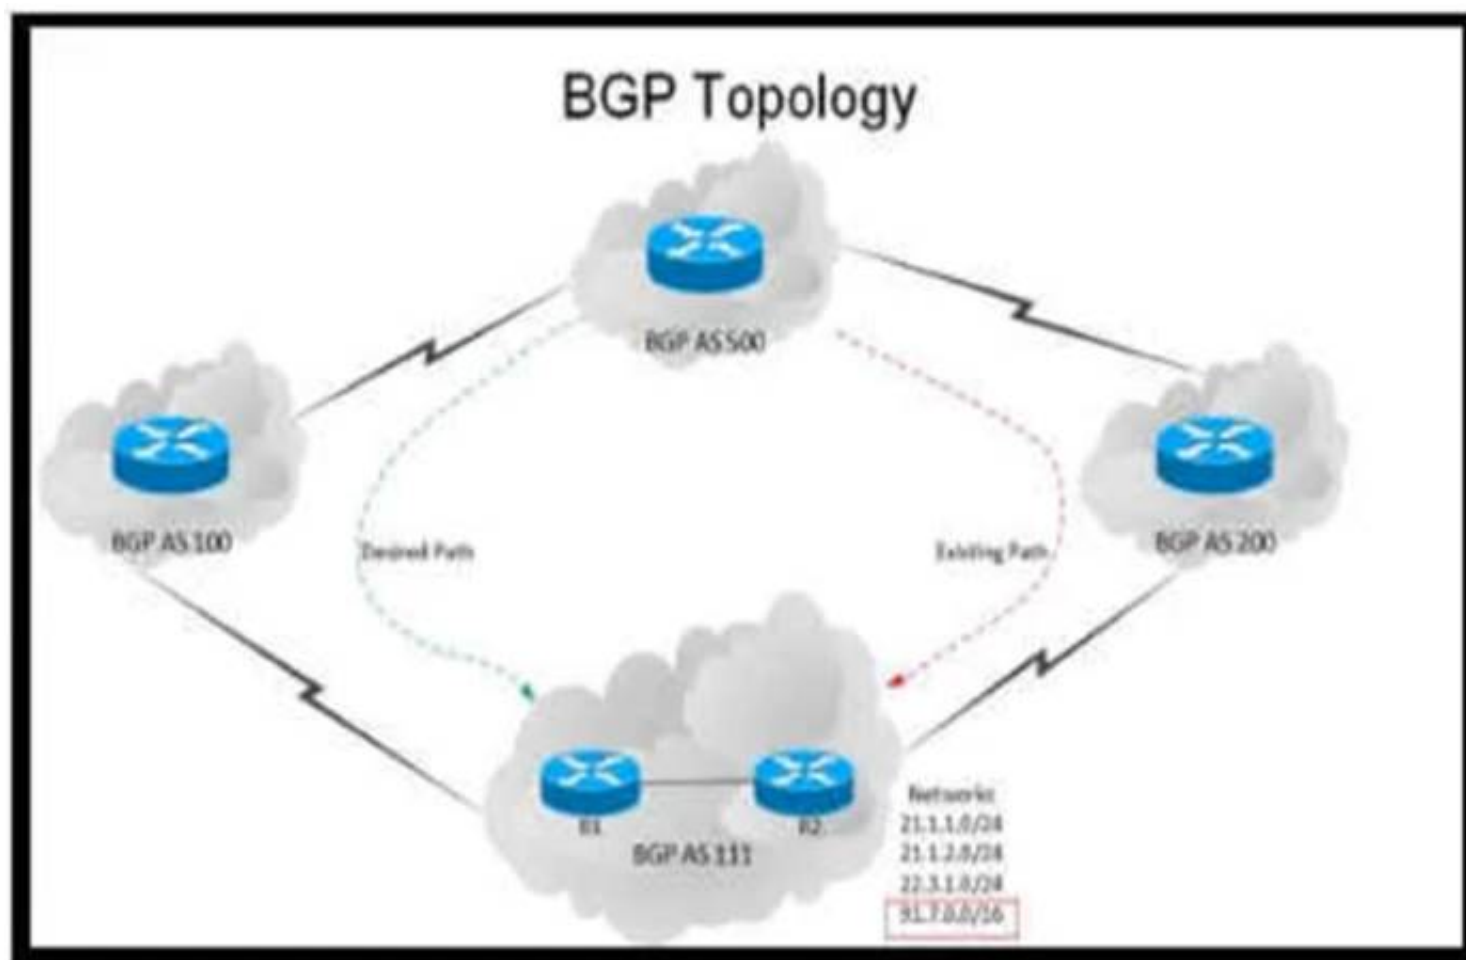 BGP Topology
BGP AS 500
BGP AS 100
BGP AS 200
Desired Path
Existing Path
R1
R2
BGP AS 111
Networks
21.1.1.0/24
21.1.2.0/24
22.3.1.0/24
91.7.0.0/16